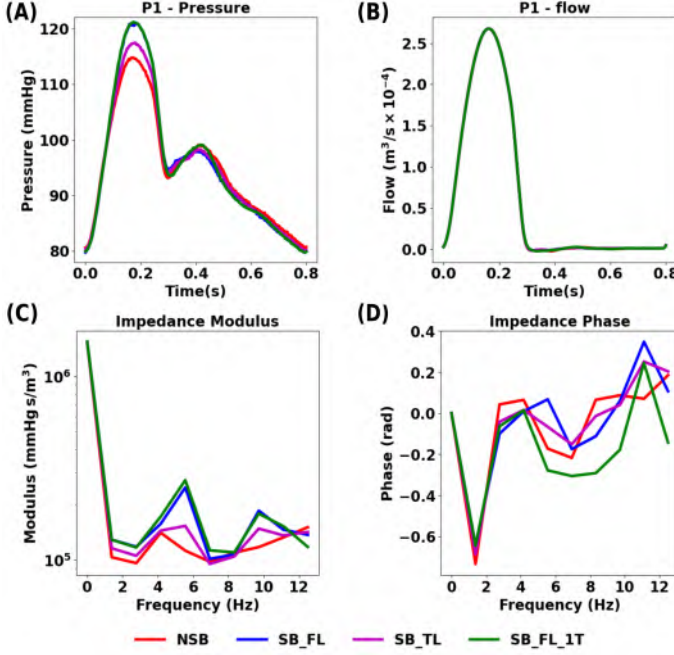 (A)
P1 - Pressure
Pressure (mmHg)
120
110
100
90
80
0.0 0.2 0.4 0.6 0.8
Time(s)
(B)
P1 - flow
Flow (m³/s × 10⁻⁴)
2.5
2.0
1.5
1.0
0.5
0.0
0.0 0.2 0.4 0.6 0.8
Time(s)
(C)
Impedance Modulus
Modulus (mmHg s/m³)
10⁶
10⁵
0 2 4 6 8 10 12
Frequency (Hz)
(D)
Impedance Phase
Phase (rad)
0.4
0.2
0.0
−0.2
−0.4
−0.6
0 2 4 6 8 10 12
Frequency (Hz)
NSB SB_FL SB_TL SB_FL_1T